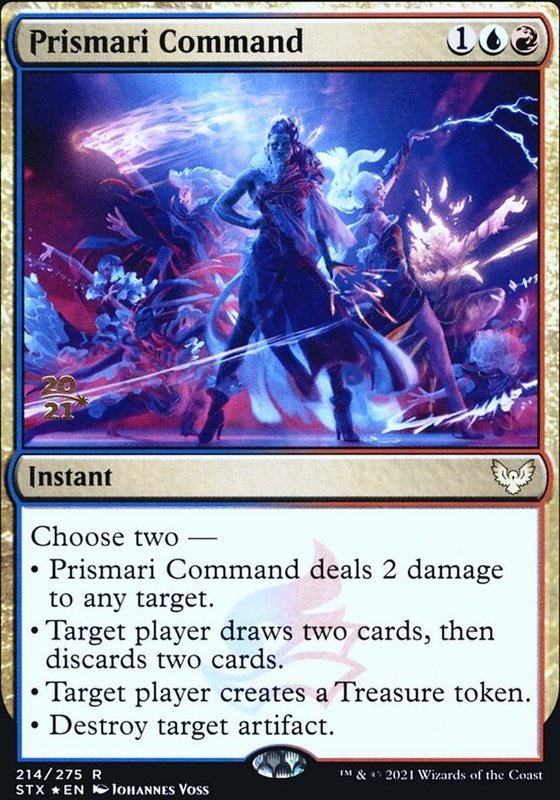 Prismari Command 1
20
21
Instant
Choose two —
• Prismari Command deals 2 damage
to any target.
• Target player draws two cards, then
discards two cards.
• Target player creates a Treasure token.
• Destroy target artifact.
214/275 R
STX ★ EN Johannes Voss
™ & © 2021 Wizards of the Coast